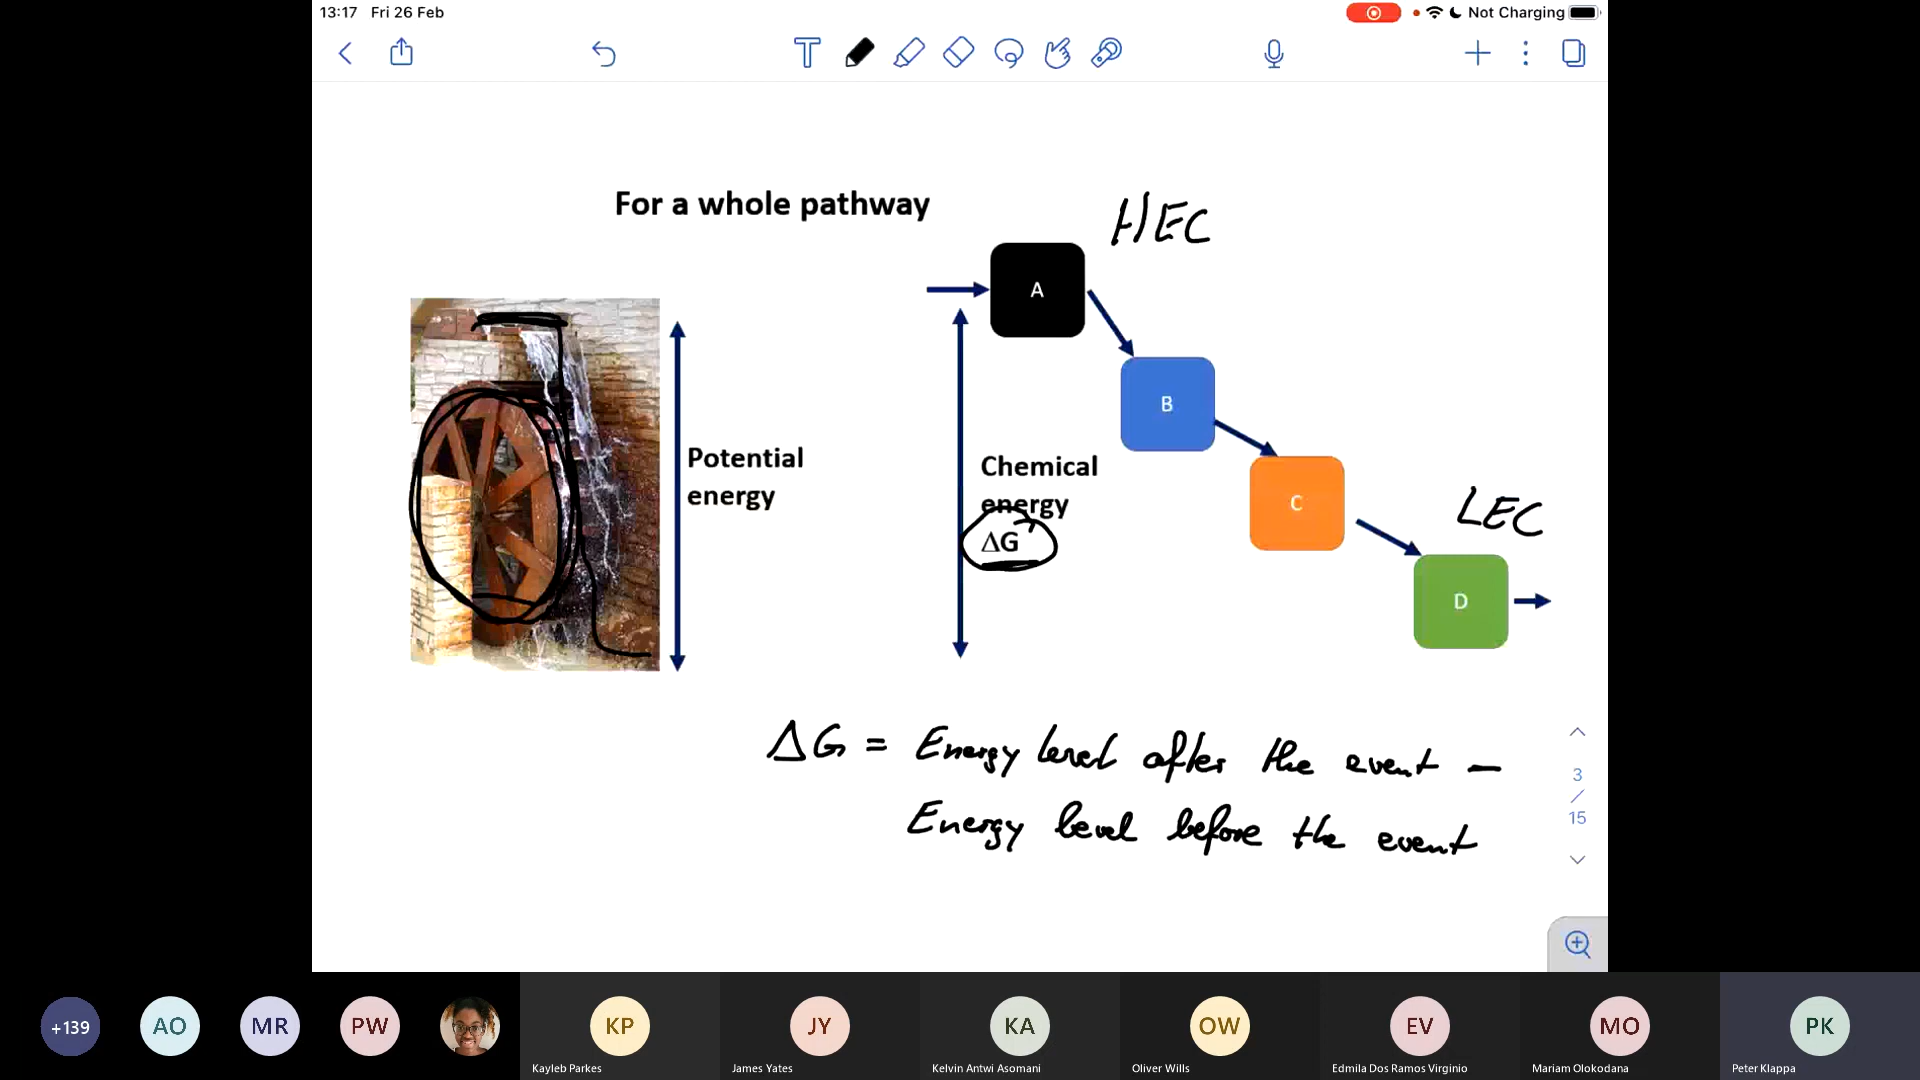 13:17 Fri 26 Feb
Not Charging
For a whole pathway
HEC
A
B
Potential
energy
Chemical
energy
ΔG
C
LEC
D
ΔG = Energy level after the event –
Energy level before the event
3
/
15
+139
AO
MR
PW
KP
JY
KA
OW
EV
MO
PK
Kayleb Parkes
James Yates
Kelvin Antwi Asomani
Oliver Wills
Edmila Dos Ramos Virginio
Mariam Olokodana
Peter Klappa